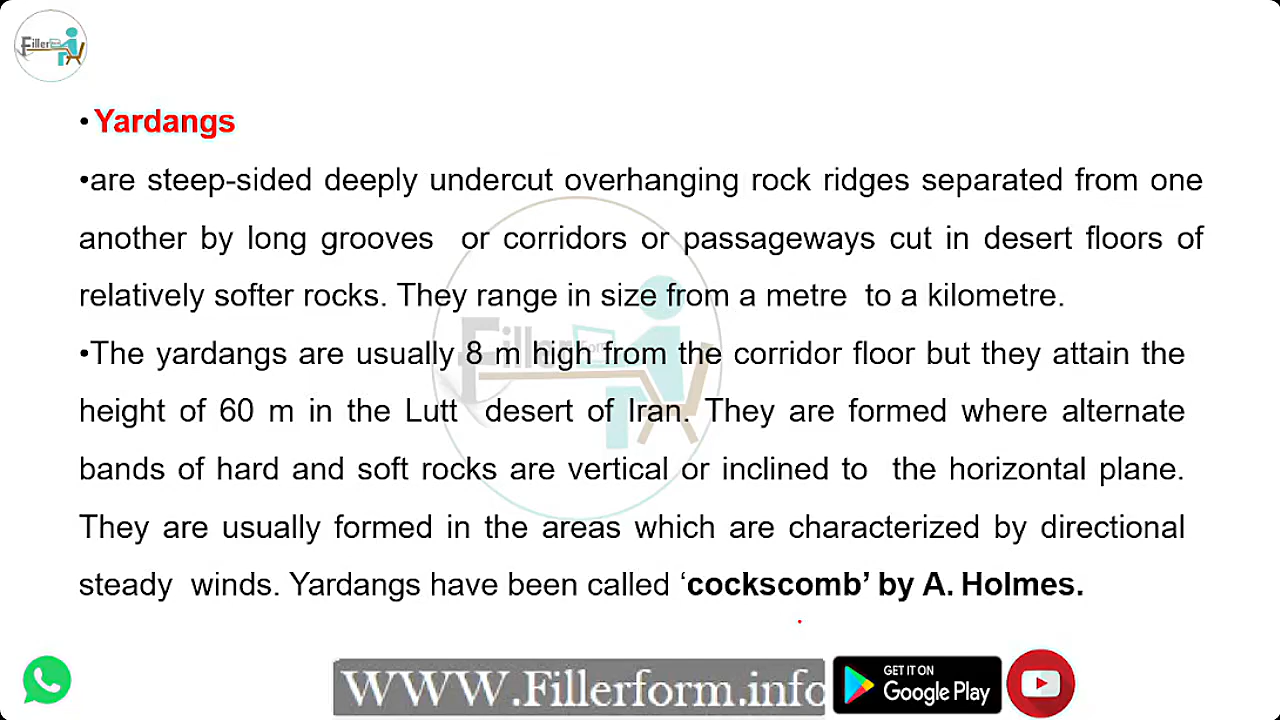 Fillerform
• Yardangs
•are steep-sided deeply undercut overhanging rock ridges separated from one
another by long grooves or corridors or passageways cut in desert floors of
relatively softer rocks. They range in size from a metre to a kilometre.
•The yardangs are usually 8 m high from the corridor floor but they attain the
height of 60 m in the Lutt desert of Iran. They are formed where alternate
bands of hard and soft rocks are vertical or inclined to the horizontal plane.
They are usually formed in the areas which are characterized by directional
steady winds. Yardangs have been called ‘cockscomb’ by A. Holmes.
Fillerform
WWW.Fillerform.info
GET IT ON
Google Play